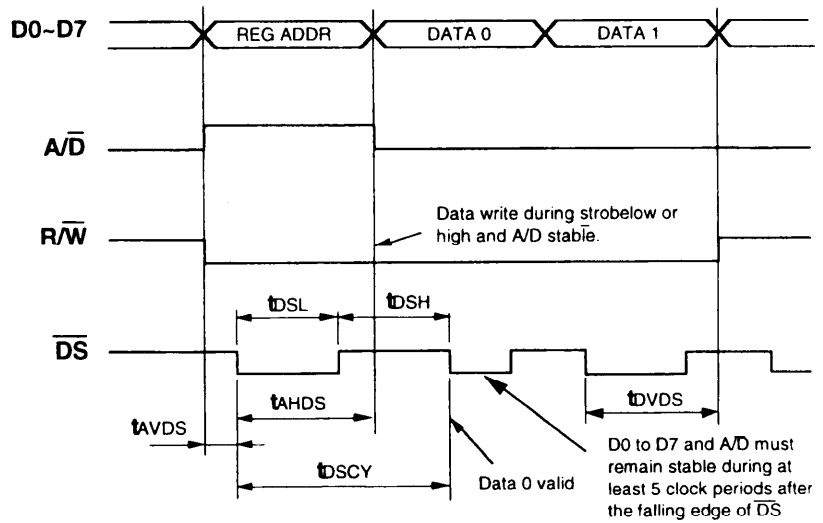 D0~D7 REG ADDR DATA 0 DATA 1
A/D̅
Data write during strobelow or
high and A/D stable.
R/W̅
tDSL tDSH
D̅S̅
tAHDS tDVDS
tAVDS
D0 to D7 and A/D̅ must
remain stable during at
least 5 clock periods after
the falling edge of D̅S̅
tDSCY Data 0 valid